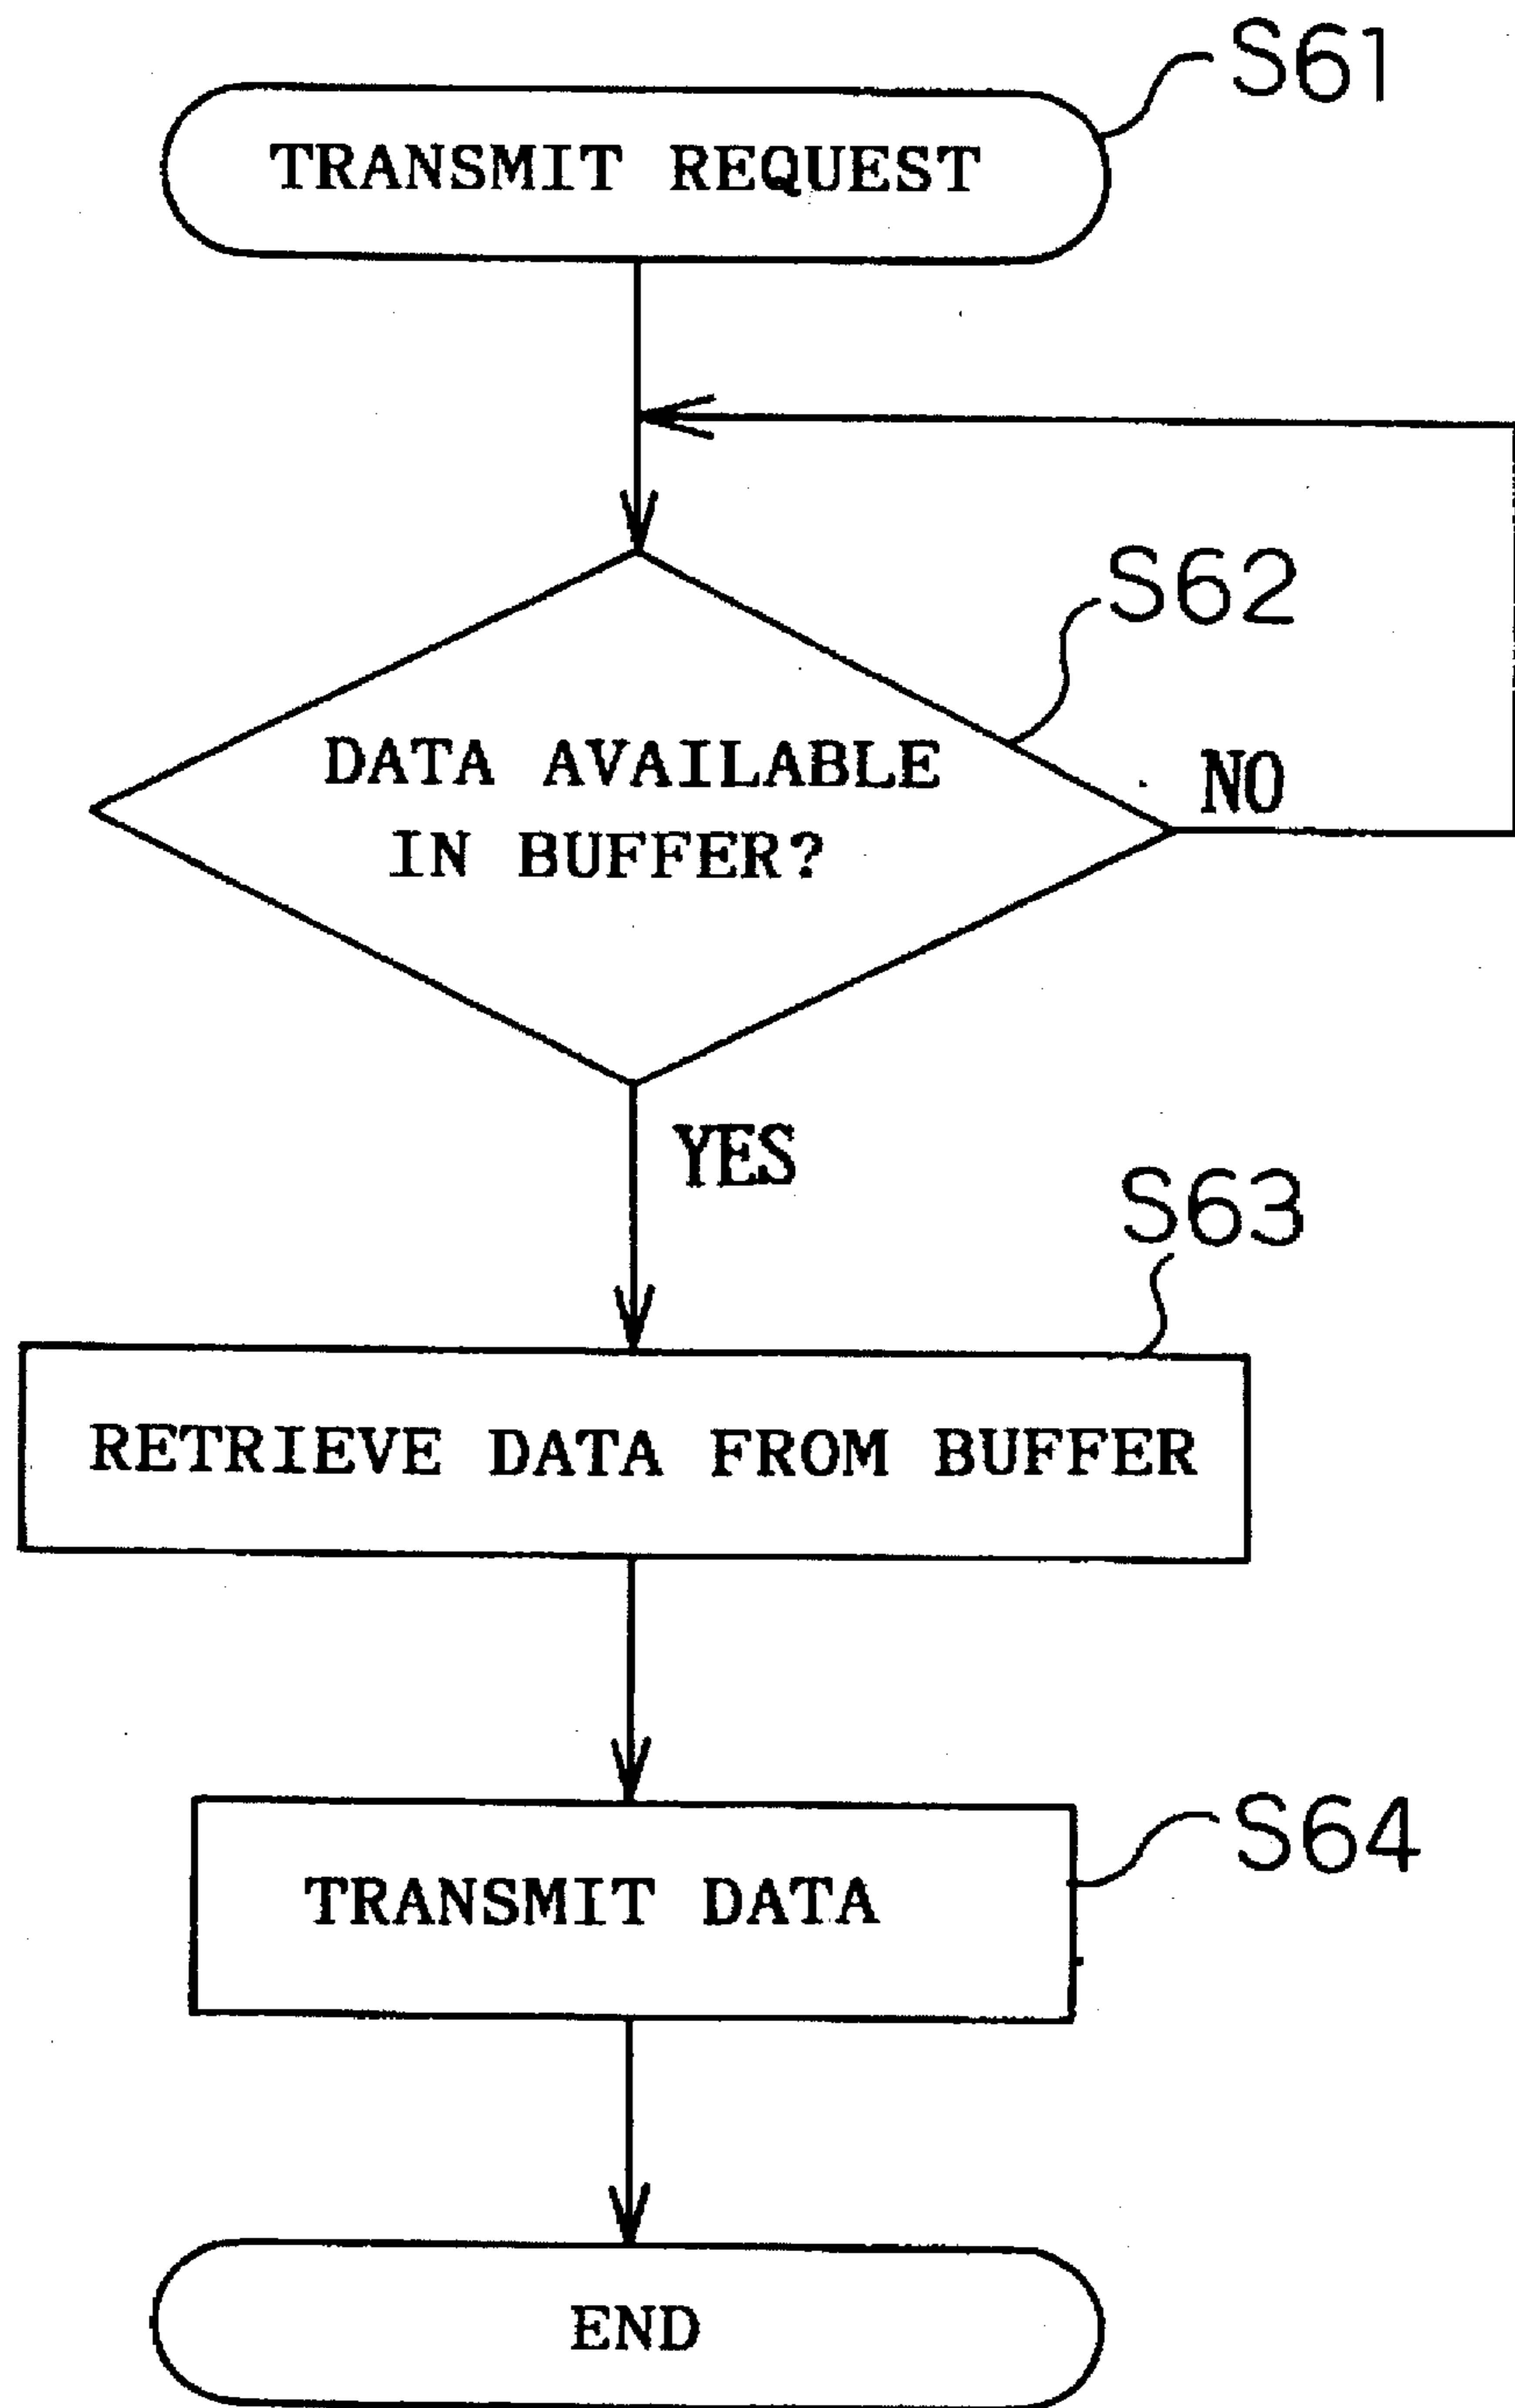 S61
TRANSMIT REQUEST
S62
DATA AVAILABLE
IN BUFFER?
NO
YES
S63
RETRIEVE DATA FROM BUFFER
S64
TRANSMIT DATA
END